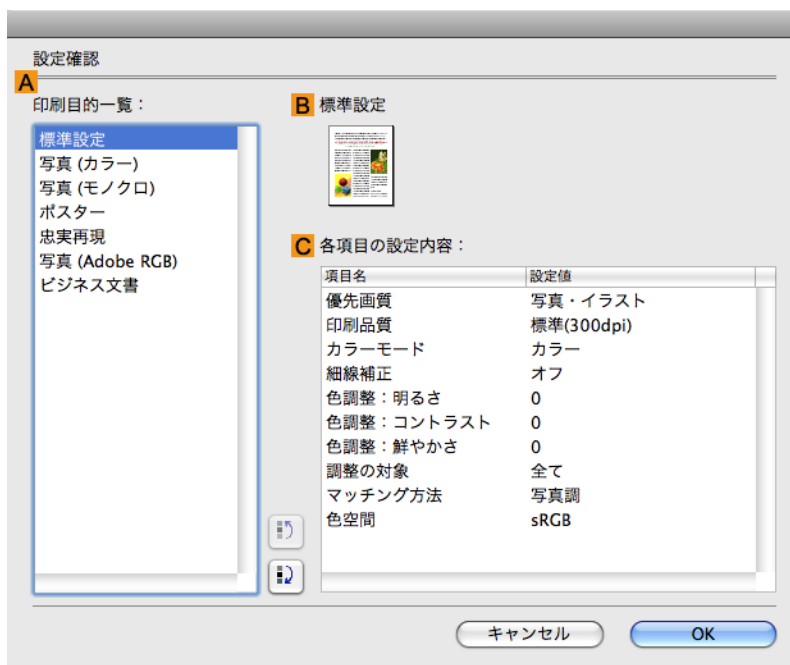 設定確認
A
印刷目的一覧：
標準設定
写真 (カラー)
写真 (モノクロ)
ポスター
忠実再現
写真 (Adobe RGB)
ビジネス文書
B 標準設定
C 各項目の設定内容：
項目名 設定値
優先画質 写真・イラスト
印刷品質 標準(300dpi)
カラーモード カラー
細線補正 オフ
色調整：明るさ 0
色調整：コントラスト 0
色調整：鮮やかさ 0
調整の対象 全て
マッチング方法 写真調
色空間 sRGB
キャンセル OK